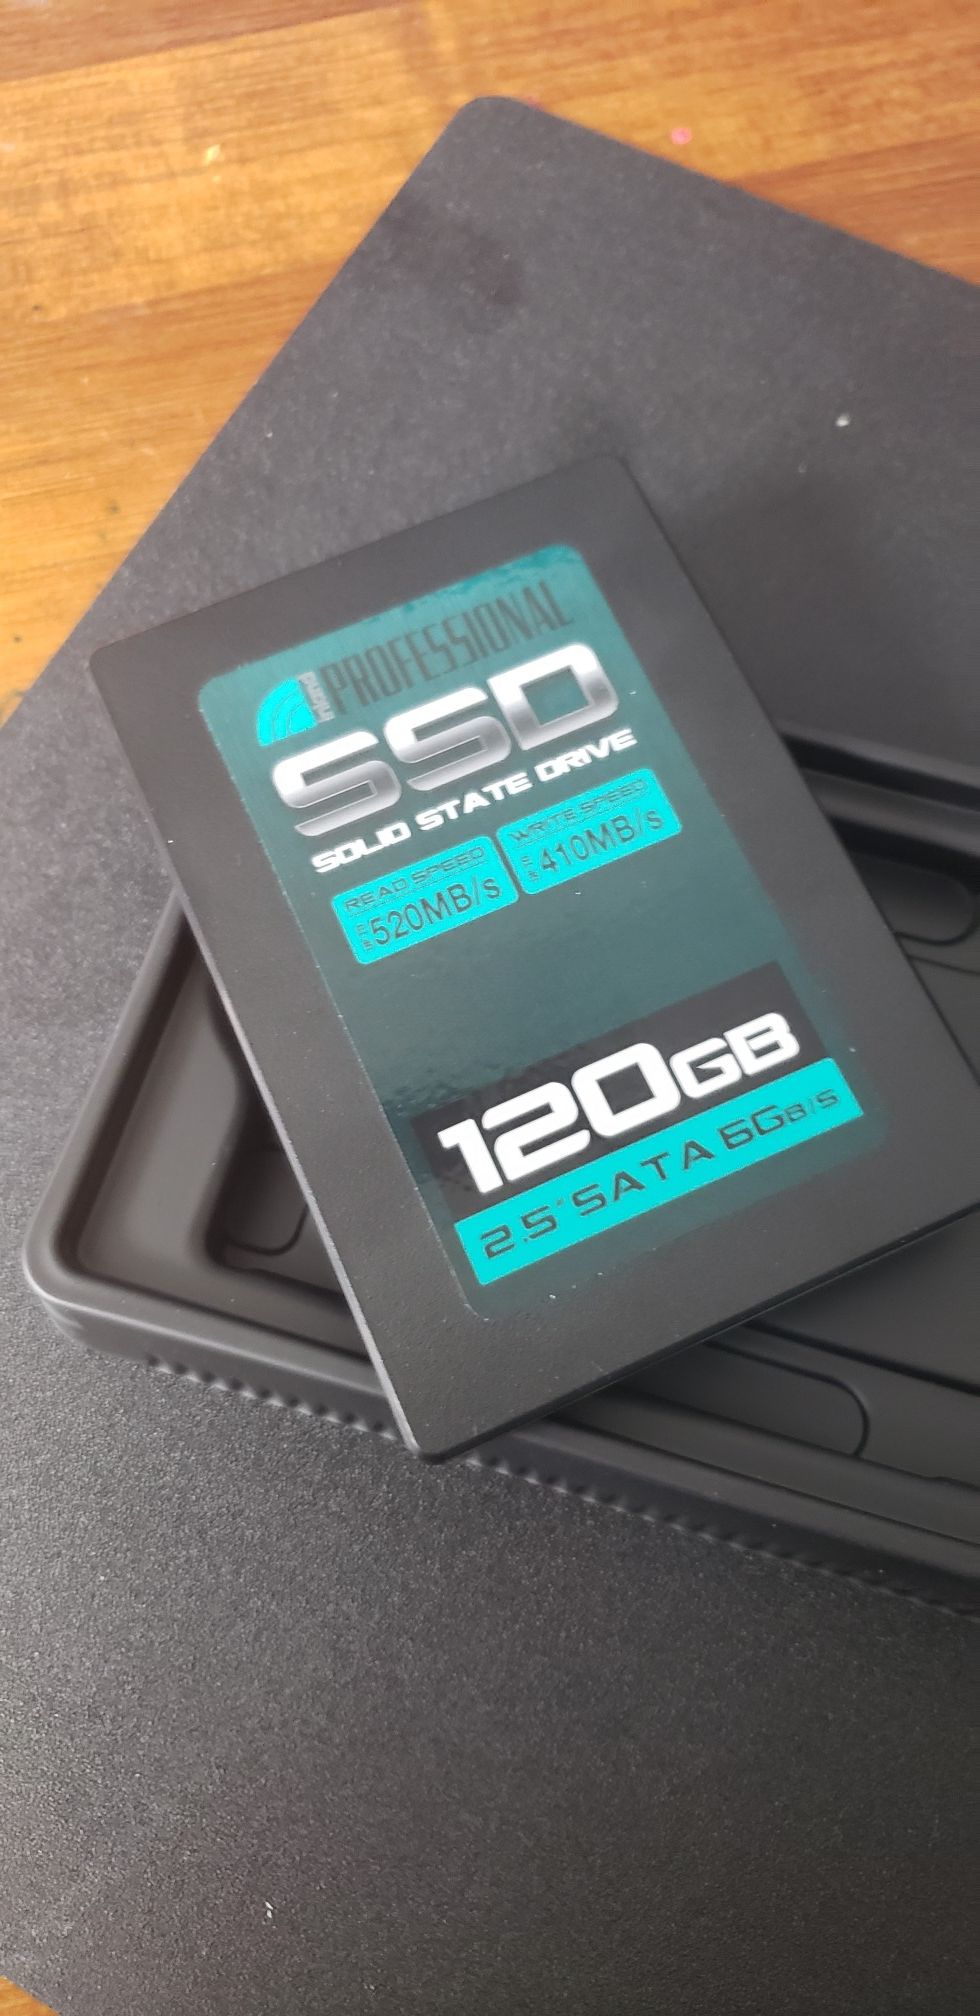 PROFESSIONAL
SSD
SOLID STATE DRIVE
READ SPEED
520MB/s
WRITE SPEED
410MB/s
120GB
2.5" SATA 6GB/S